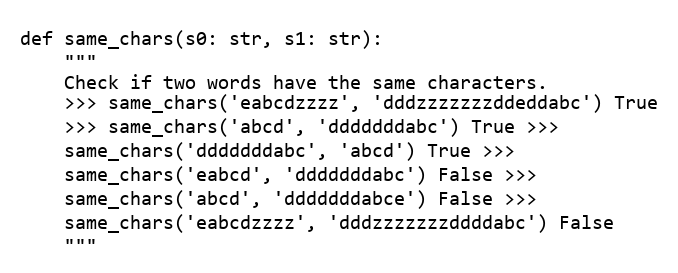 def same_chars(s0: str, s1: str):
"""
Check if two words have the same characters.
>>> same_chars('eabcdzzzz', 'dddzzzzzzzddeddabc') True
>>> same_chars('abcd', 'dddddddabc') True >>>
same_chars('dddddddabc', 'abcd') True >>>
same_chars('eabcd', 'dddddddabc') False >>>
same_chars('abcd', 'dddddddabce') False >>>
same_chars('eabcdzzzz', 'dddzzzzzzzddddabc') False
"""